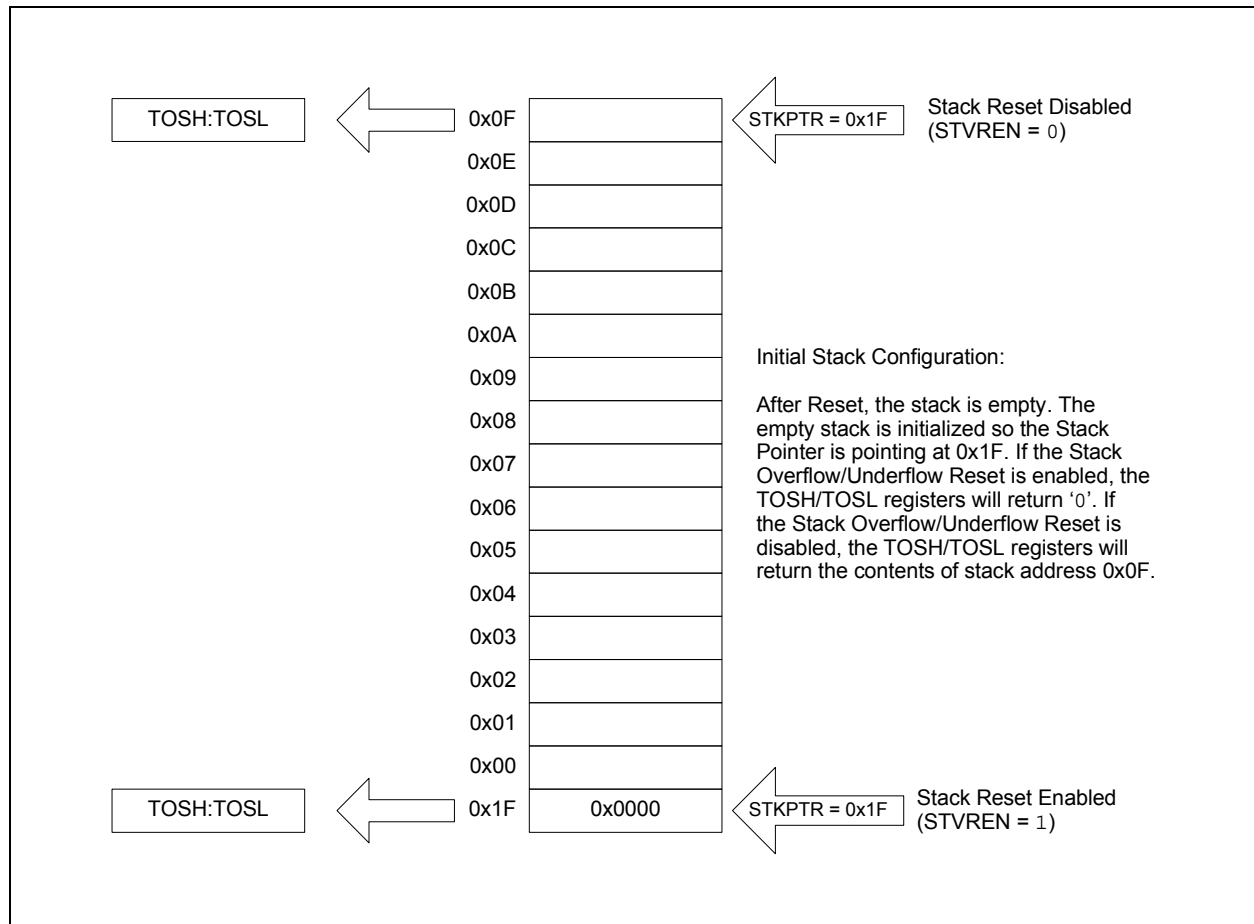 TOSH:TOSL
0x0F
STKPTR = 0x1F
Stack Reset Disabled
(STVREN = 0)
0x0E
0x0D
0x0C
0x0B
0x0A
0x09
0x08
0x07
0x06
0x05
0x04
0x03
0x02
0x01
0x00
Initial Stack Configuration:
After Reset, the stack is empty. The
empty stack is initialized so the Stack
Pointer is pointing at 0x1F. If the Stack
Overflow/Underflow Reset is enabled, the
TOSH/TOSL registers will return ‘0’. If
the Stack Overflow/Underflow Reset is
disabled, the TOSH/TOSL registers will
return the contents of stack address 0x0F.
TOSH:TOSL
0x1F
0x0000
STKPTR = 0x1F
Stack Reset Enabled
(STVREN = 1)